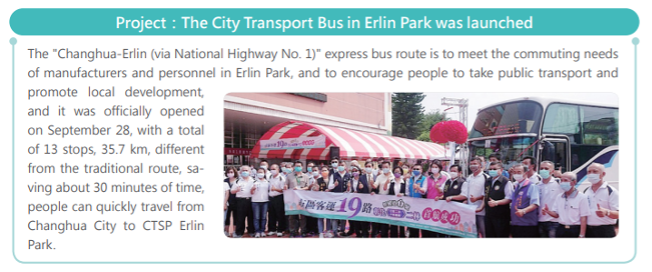 Project : The City Transport Bus in Erlin Park was launched
The "Changhua-Erlin (via National Highway No. 1)" express bus route is to meet the commuting needs
of manufacturers and personnel in Erlin Park, and to encourage people to take public transport and
promote local development,
and it was officially opened
on September 28, with a total
of 13 stops, 35.7 km, different
from the traditional route, sa-
ving about 30 minutes of time,
people can quickly travel from
Changhua City to CTSP Erlin
Park.
客運19路